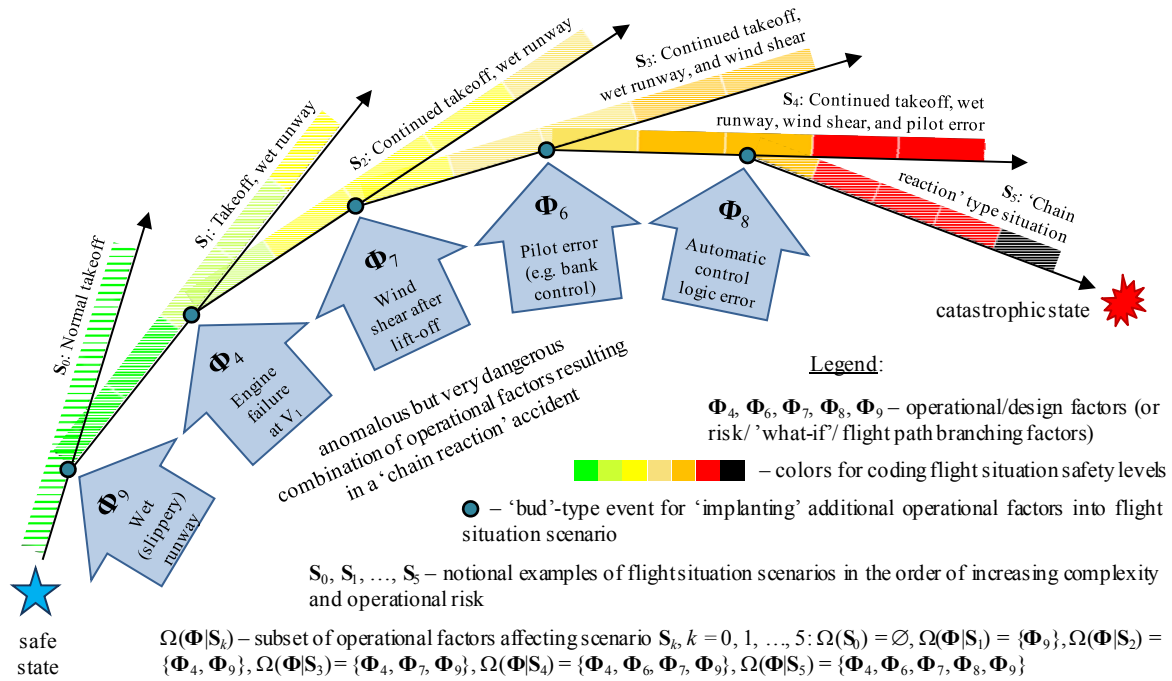 S₀: Normal takeoff
S₁: Takeoff, wet runway
S₂: Continued takeoff, wet runway
S₃: Continued takeoff,
wet runway, and wind shear
S₄: Continued takeoff, wet
runway, wind shear, and pilot error
S₅: ‘Chain
reaction’ type situation
Φ₉
Wet
(slippery)
runway
Φ₄
Engine
failure
at V₁
Φ₇
Wind
shear after
lift-off
Φ₆
Pilot error
(e.g. bank
control)
Φ₈
Automatic
control
logic error
catastrophic state
anomalous but very dangerous
combination of operational factors resulting
in a ‘chain reaction’ accident
Legend:
Φ₄, Φ₆, Φ₇, Φ₈, Φ₉ – operational/design factors (or
risk/ ’what-if’/ flight path branching factors)
– colors for coding flight situation safety levels
– ‘bud’-type event for ‘implanting’ additional operational factors into flight
situation scenario
S₀, S₁, …, S₅ – notional examples of flight situation scenarios in the order of increasing complexity
and operational risk
safe
state
Ω(Φ|Sₖ) – subset of operational factors affecting scenario Sₖ, k = 0, 1, …, 5: Ω(S₀) = ∅, Ω(Φ|S₁) = {Φ₉}, Ω(Φ|S₂) =
{Φ₄, Φ₉}, Ω(Φ|S₃) = {Φ₄, Φ₇, Φ₉}, Ω(Φ|S₄) = {Φ₄, Φ₆, Φ₇, Φ₉}, Ω(Φ|S₅) = {Φ₄, Φ₆, Φ₇, Φ₈, Φ₉}